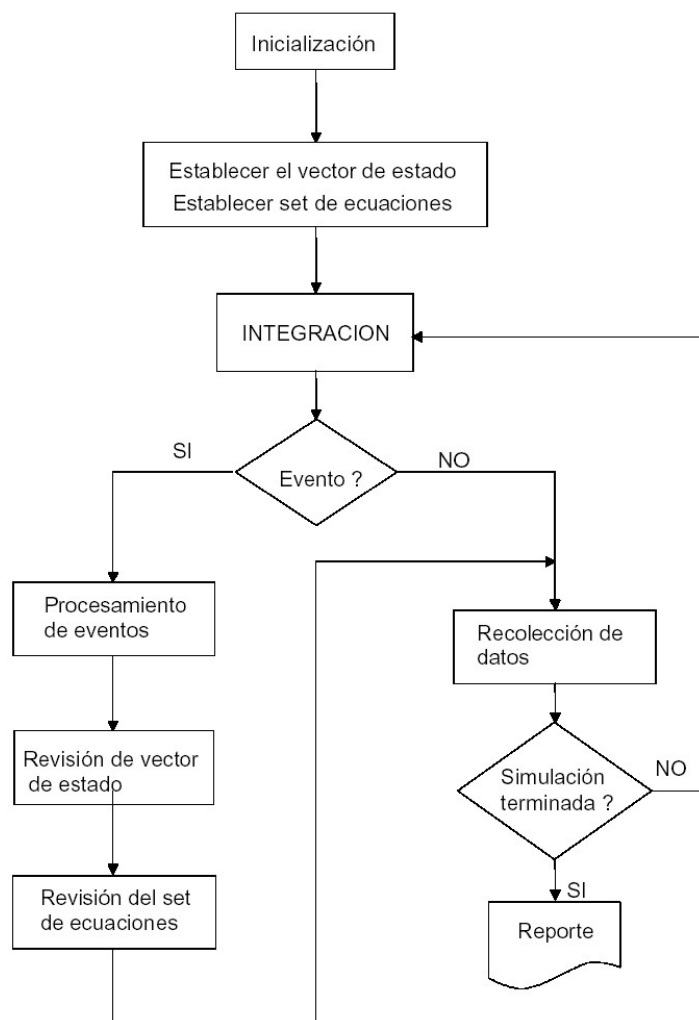 Inicialización
Establecer el vector de estado
Establecer set de ecuaciones
INTEGRACION
SI
Evento ?
NO
Procesamiento
de eventos
Recolección de
datos
Revisión de vector
de estado
Simulación
terminada ?
NO
Revisión del set
de ecuaciones
SI
Reporte